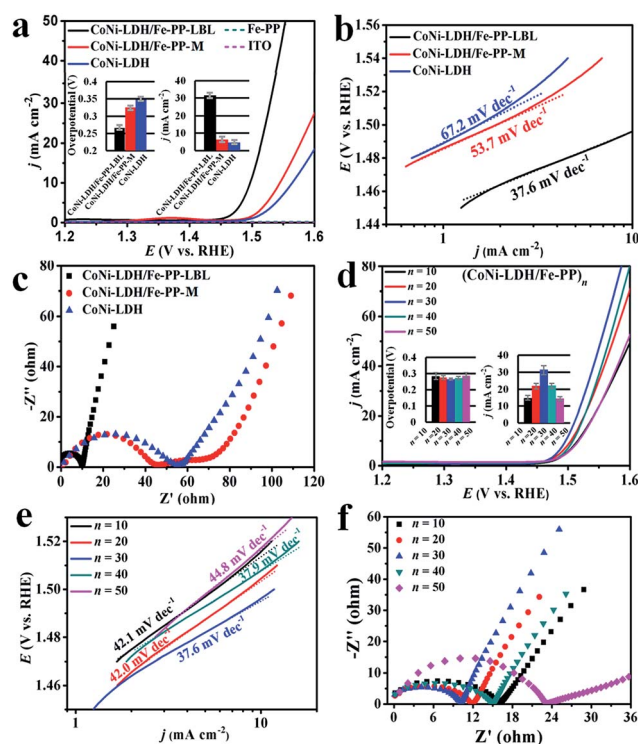 a
CoNi-LDH/Fe-PP-LBL
CoNi-LDH/Fe-PP-M
CoNi-LDH
Fe-PP
ITO
j (mA cm-2)
50
40
30
20
10
0
Overpotential (V)
0.4
0.35
0.3
0.25
0.2
CoNi-LDH/Fe-PP-LBL
CoNi-LDH/Fe-PP-M
CoNi-LDH
j (mA cm-2)
40
30
20
10
0
CoNi-LDH/Fe-PP-LBL
CoNi-LDH/Fe-PP-M
CoNi-LDH
1.2 1.3 1.4 1.5 1.6
E (V vs. RHE)
b
CoNi-LDH/Fe-PP-LBL
CoNi-LDH/Fe-PP-M
CoNi-LDH
E (V vs. RHE)
1.56
1.52
1.48
1.44
67.2 mV dec-1
53.7 mV dec-1
37.6 mV dec-1
1 10
j (mA cm-2)
c
CoNi-LDH/Fe-PP-LBL
CoNi-LDH/Fe-PP-M
CoNi-LDH
-Z'' (ohm)
80
60
40
20
0
0 20 40 60 80 100 120
Z' (ohm)
d
n = 10
n = 20
n = 30
n = 40
n = 50
(CoNi-LDH/Fe-PP)n
j (mA cm-2)
80
60
40
20
0
Overpotential (V)
0.4
0.3
0.2
0.1
0
n = 10
n = 20
n = 30
n = 40
n = 50
j (mA cm-2)
40
30
20
10
0
n = 10
n = 20
n = 30
n = 40
n = 50
1.2 1.3 1.4 1.5 1.6
E (V vs. RHE)
e
n = 10
n = 20
n = 30
n = 40
n = 50
E (V vs. RHE)
1.52
1.50
1.48
1.46
44.8 mV dec-1
37.9 mV dec-1
42.1 mV dec-1
42.0 mV dec-1
37.6 mV dec-1
1 10
j (mA cm-2)
f
n = 10
n = 20
n = 30
n = 40
n = 50
-Z'' (ohm)
60
50
40
30
20
10
0
0 6 12 18 24 30 36
Z' (ohm)